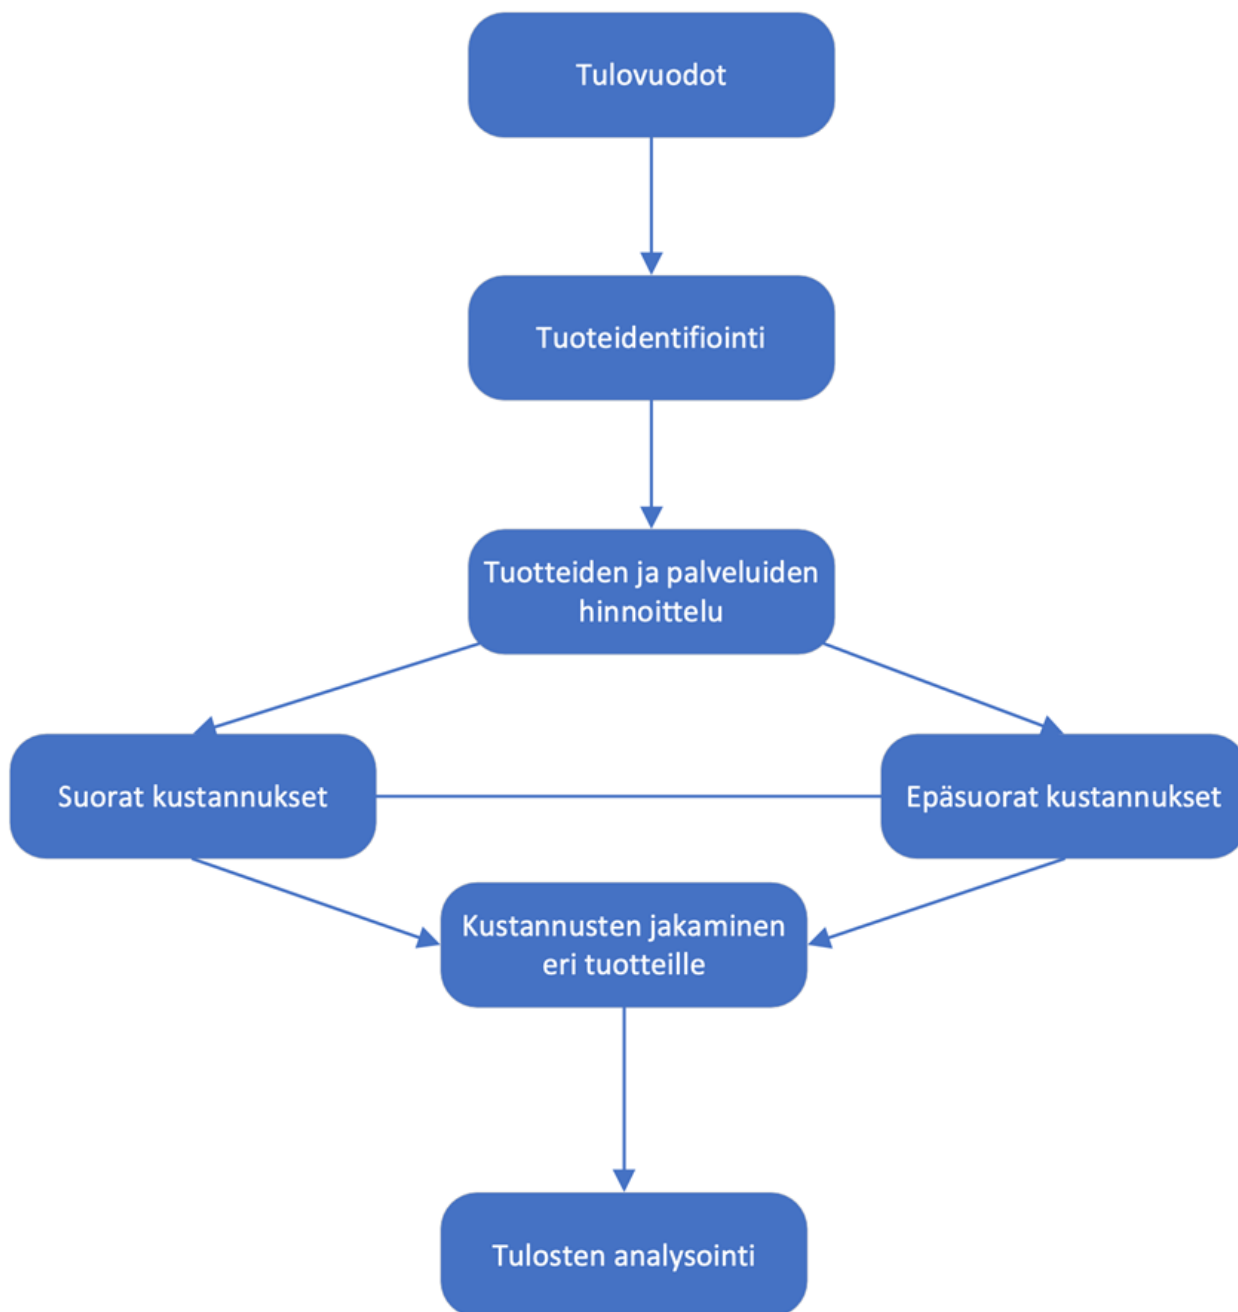 Tulovuodot
Tuoteidentifiointi
Tuotteiden ja palveluiden
hinnoittelu
Suorat kustannukset
Epäsuorat kustannukset
Kustannusten jakaminen
eri tuotteille
Tulosten analysointi